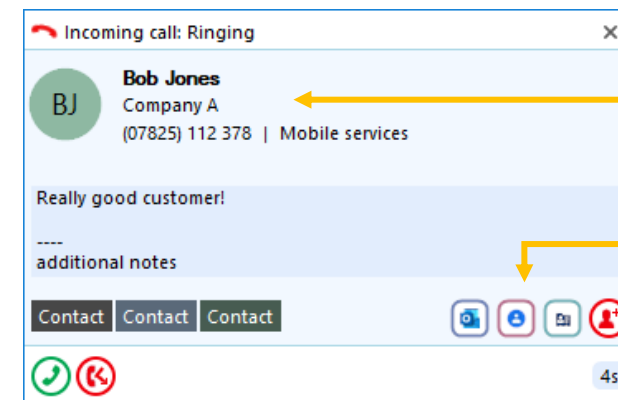 Incoming call: Ringing
BJ
Bob Jones
Company A
(07825) 112 378 | Mobile services
Really good customer!
----
additional notes
Contact Contact Contact
4s